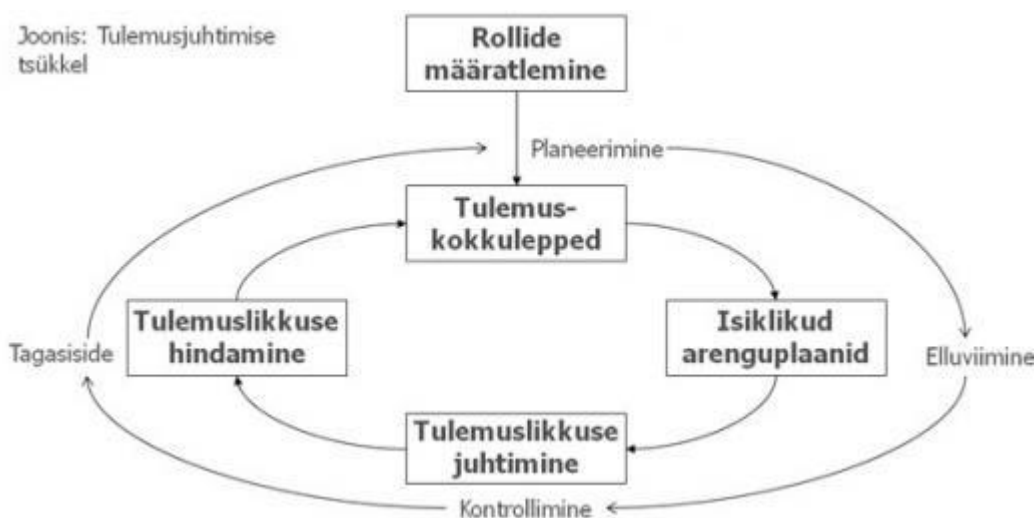 Joonis: Tulemusjuhtimise
tsükkel
Rollide
määratlemine
Planeerimine
Tulemus-
kokkulepped
Tulemuslikkuse
hindamine
Isiklikud
arenguplaanid
Tagasiside
Elluviimine
Tulemuslikkuse
juhtimine
Kontrollimine